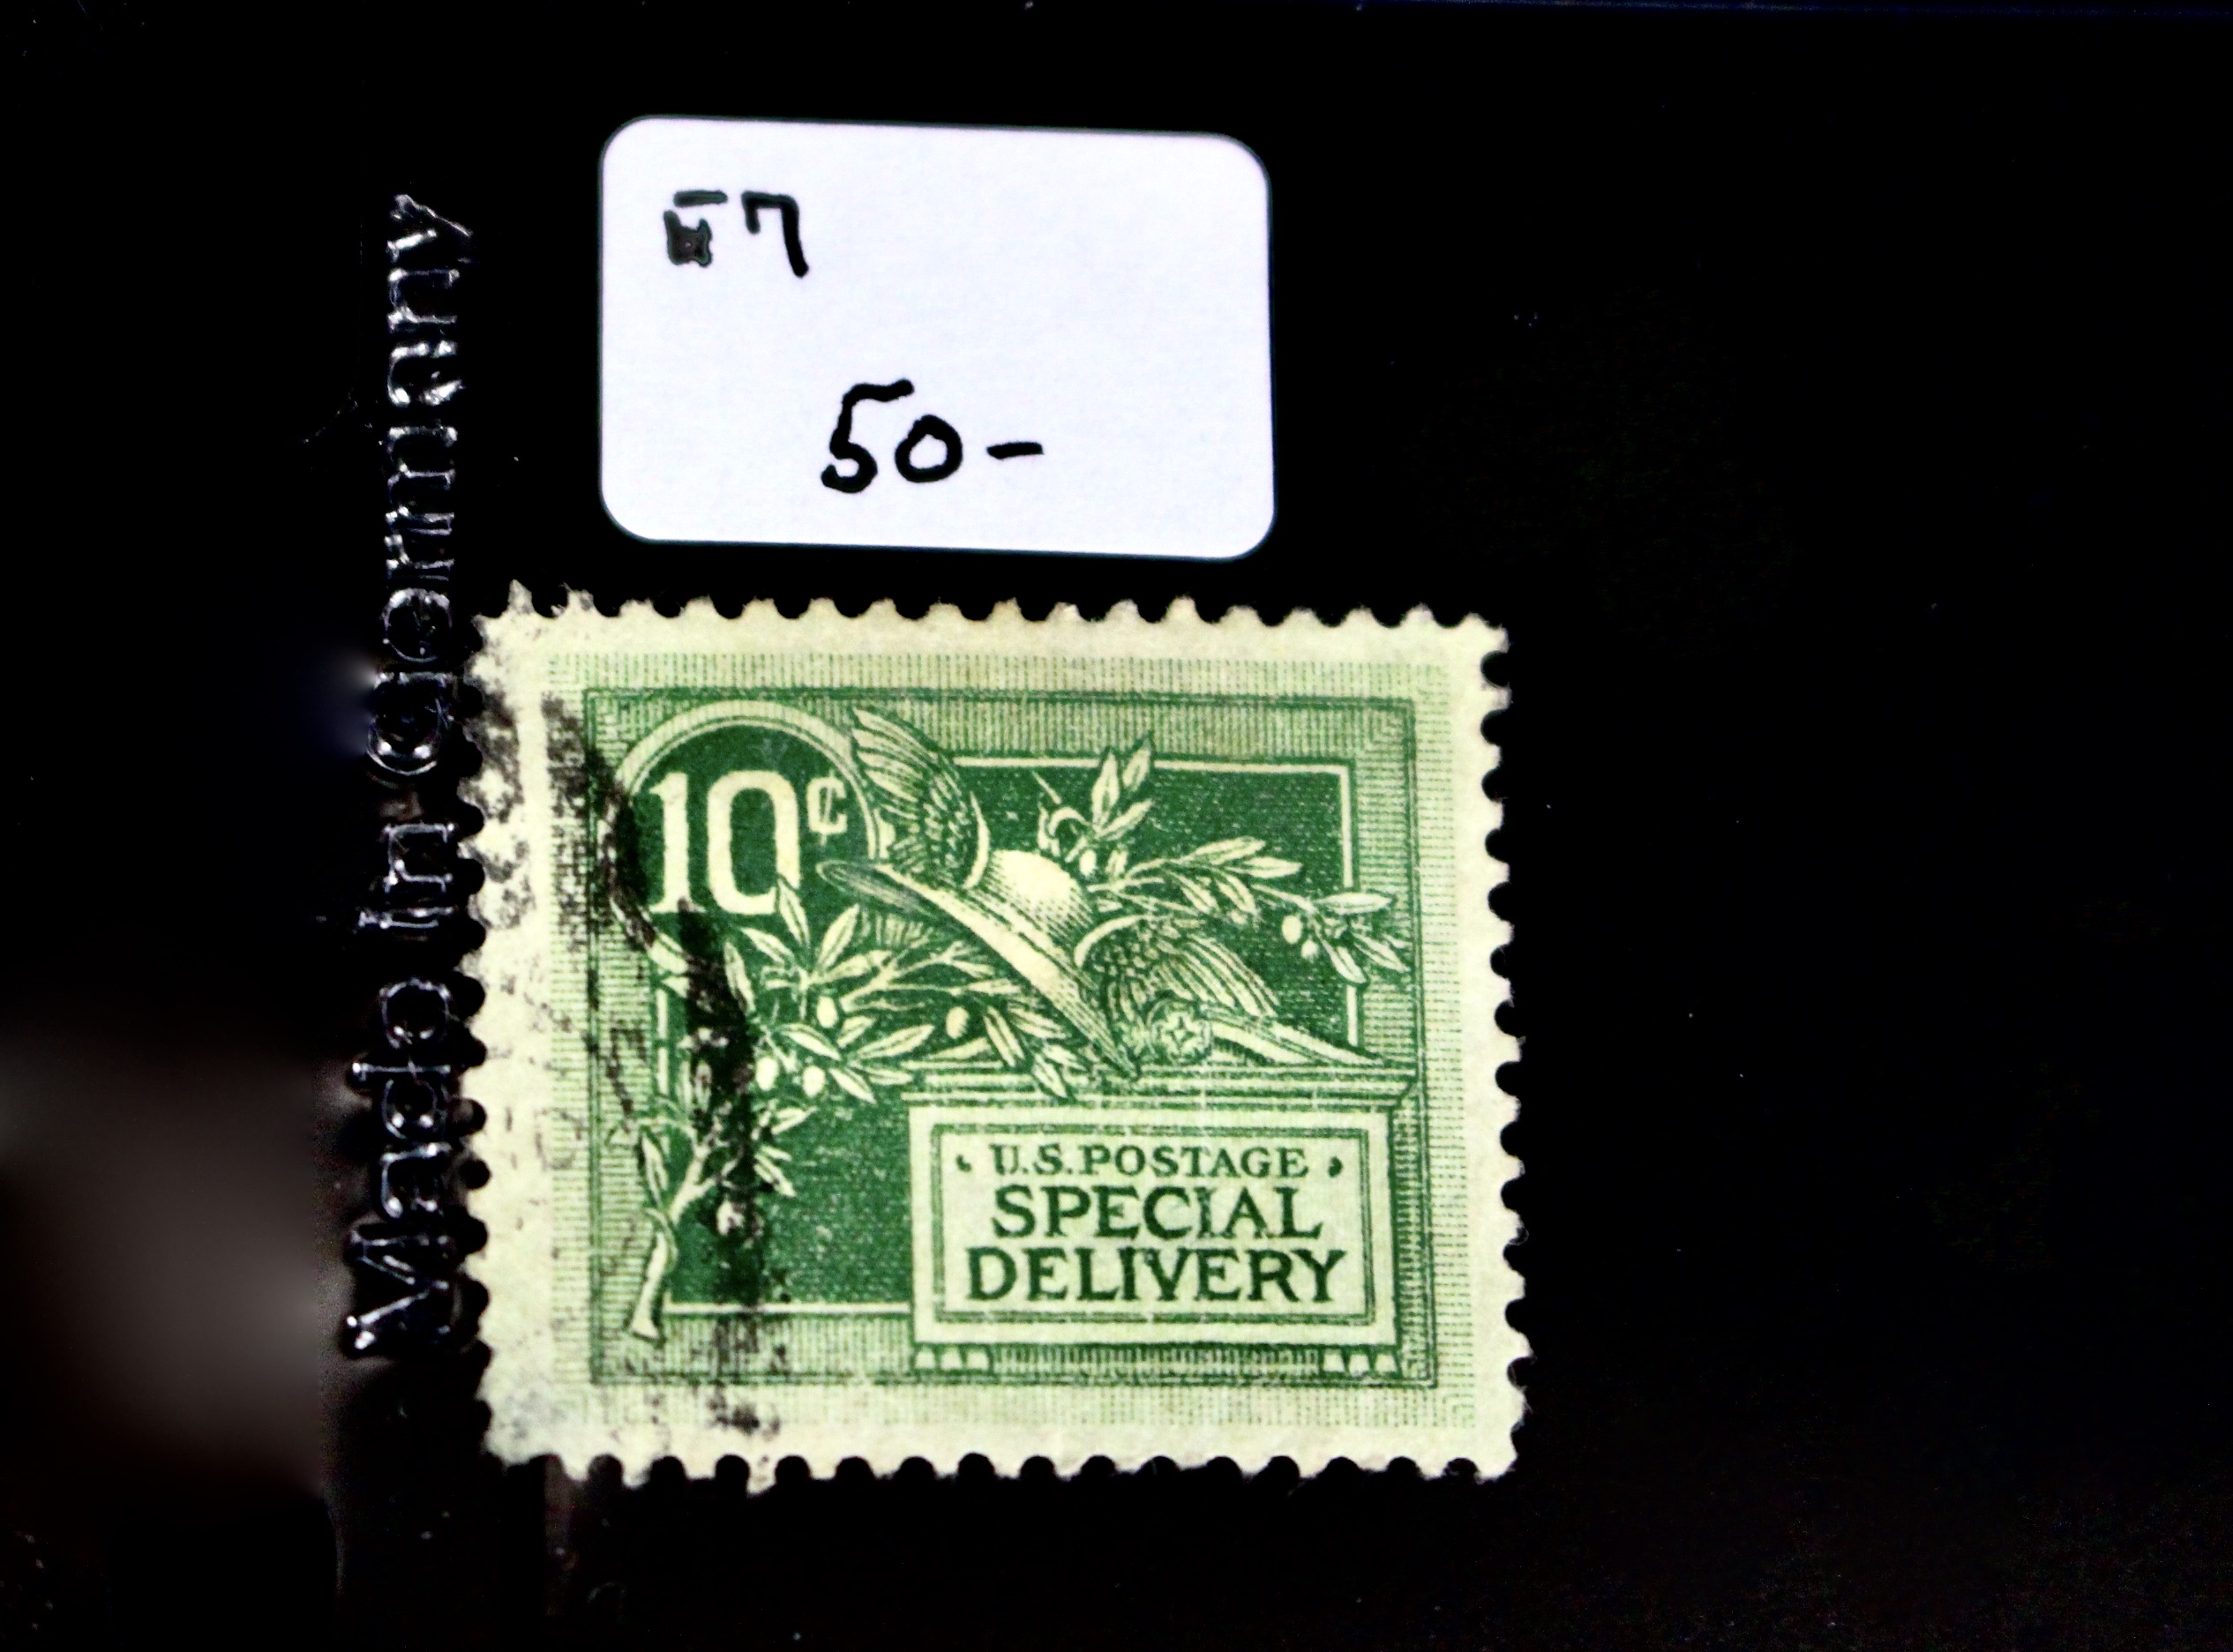 E7
50-
Made in Germany
10¢
U.S. POSTAGE
SPECIAL
DELIVERY